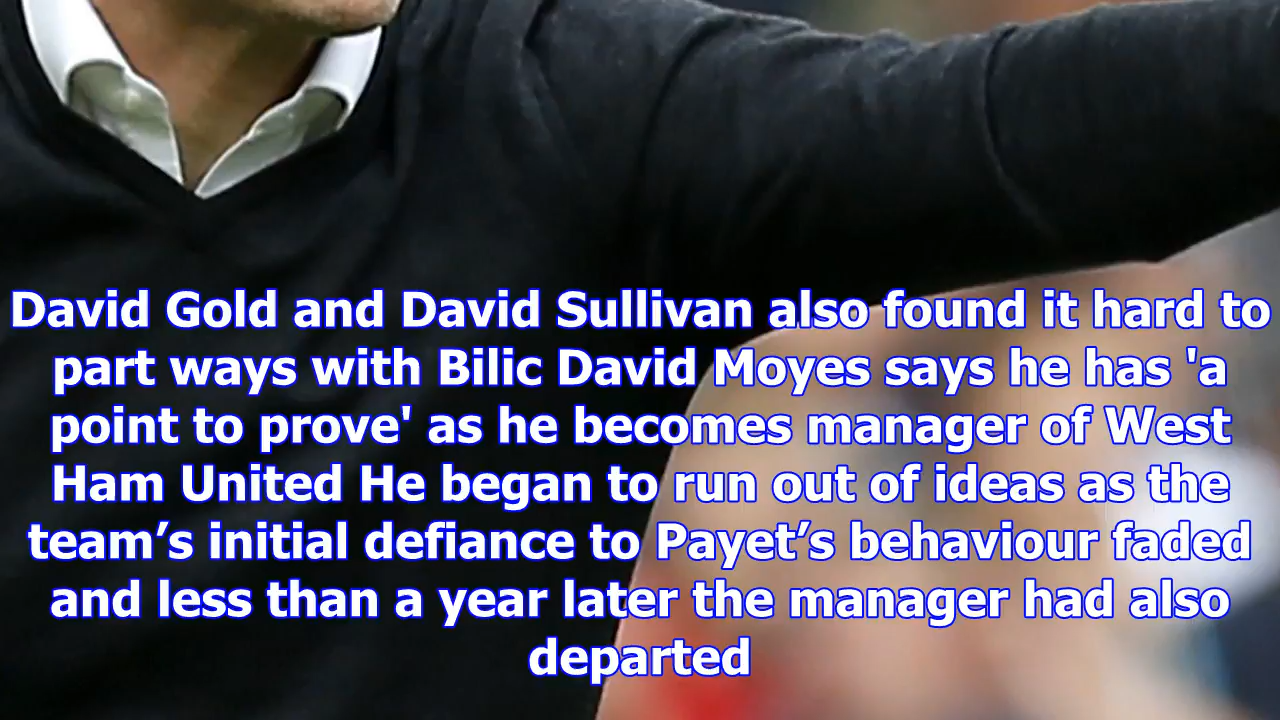 David Gold and David Sullivan also found it hard to
part ways with Bilic David Moyes says he has 'a
point to prove' as he becomes manager of West
Ham United He began to run out of ideas as the
team’s initial defiance to Payet’s behaviour faded
and less than a year later the manager had also
departed